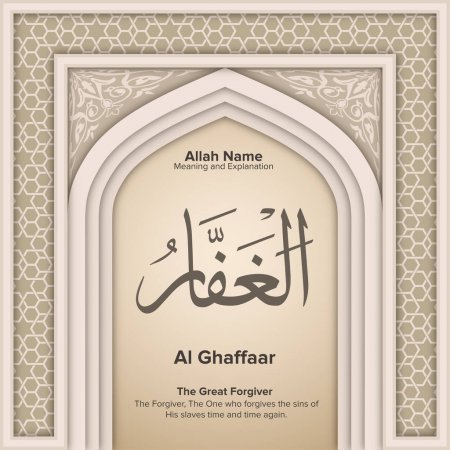 Allah Name
Meaning and Explanation
الْغَفَّارُ
Al Ghaffaar
The Great Forgiver
The Forgiver, The One who forgives the sins of
His slaves time and time again.